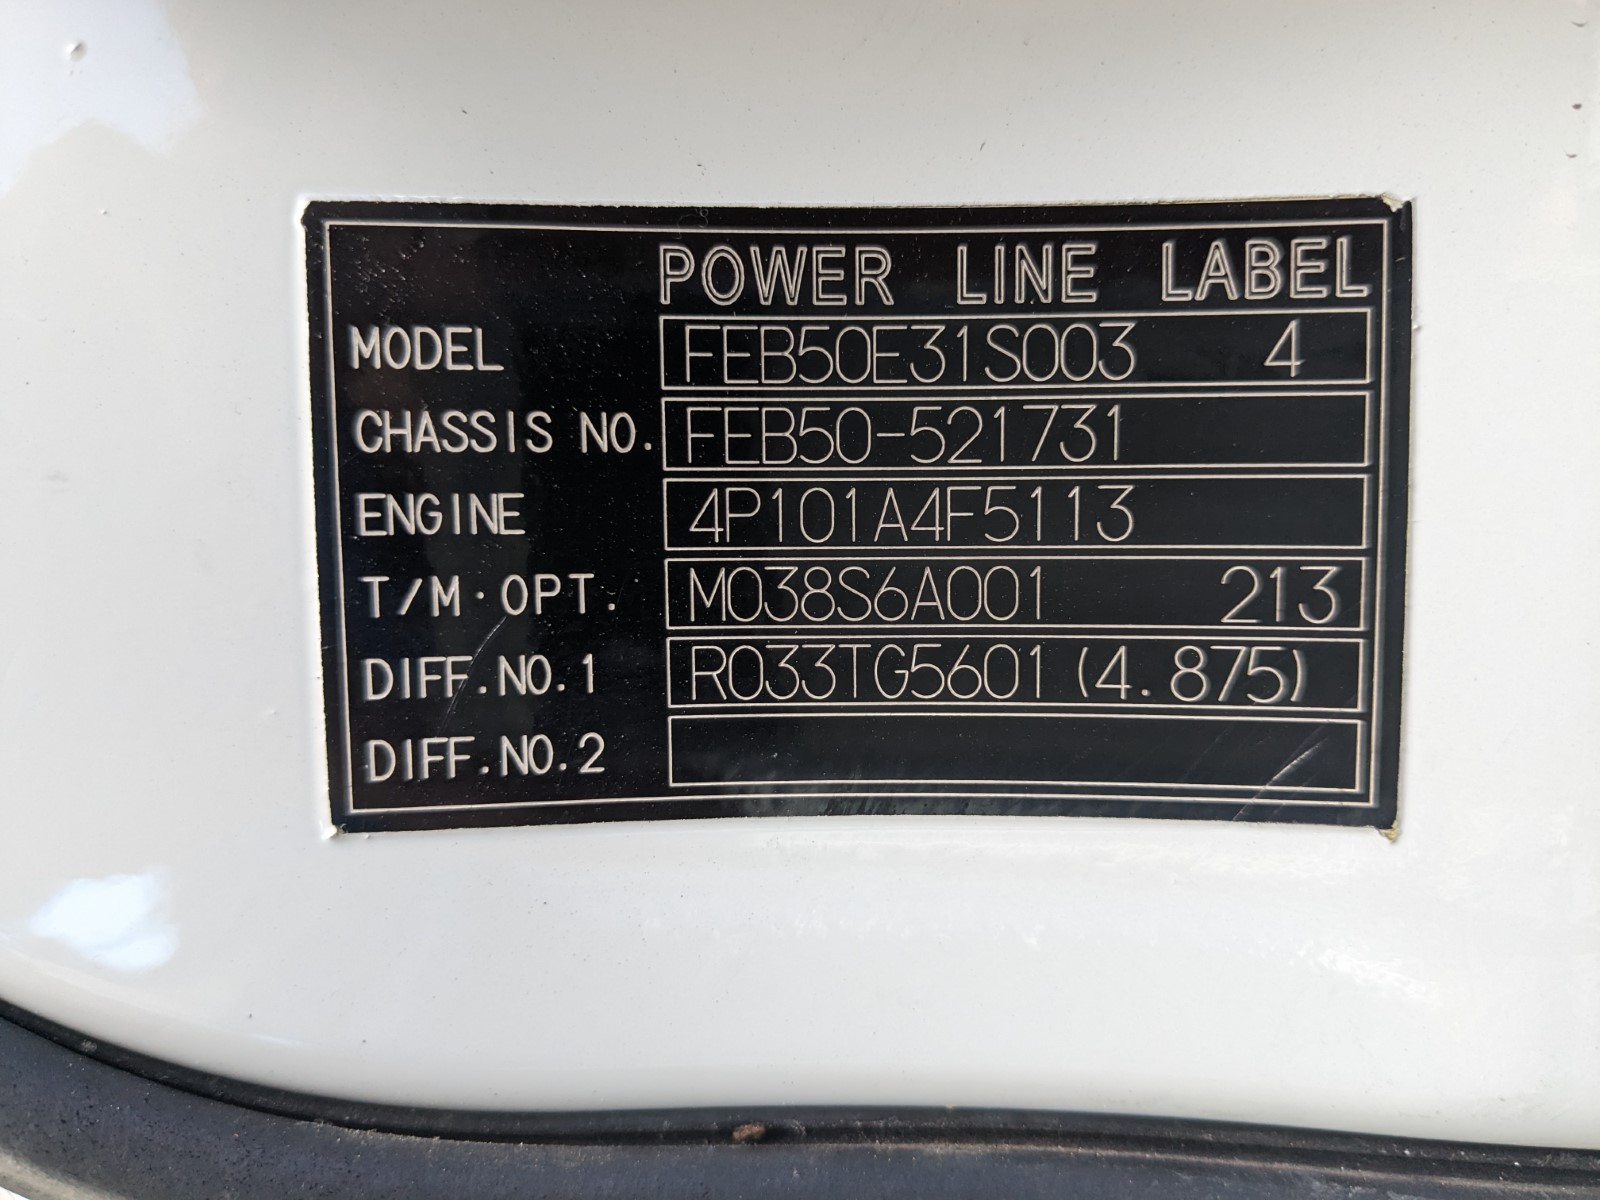 POWER LINE LABEL
MODEL FEB50E31S003 4
CHASSIS NO. FEB50-521731
ENGINE 4P101A4F5113
T/M·OPT. M038S6A001 213
DIFF.NO.1 R033TG5601 (4.875)
DIFF.NO.2